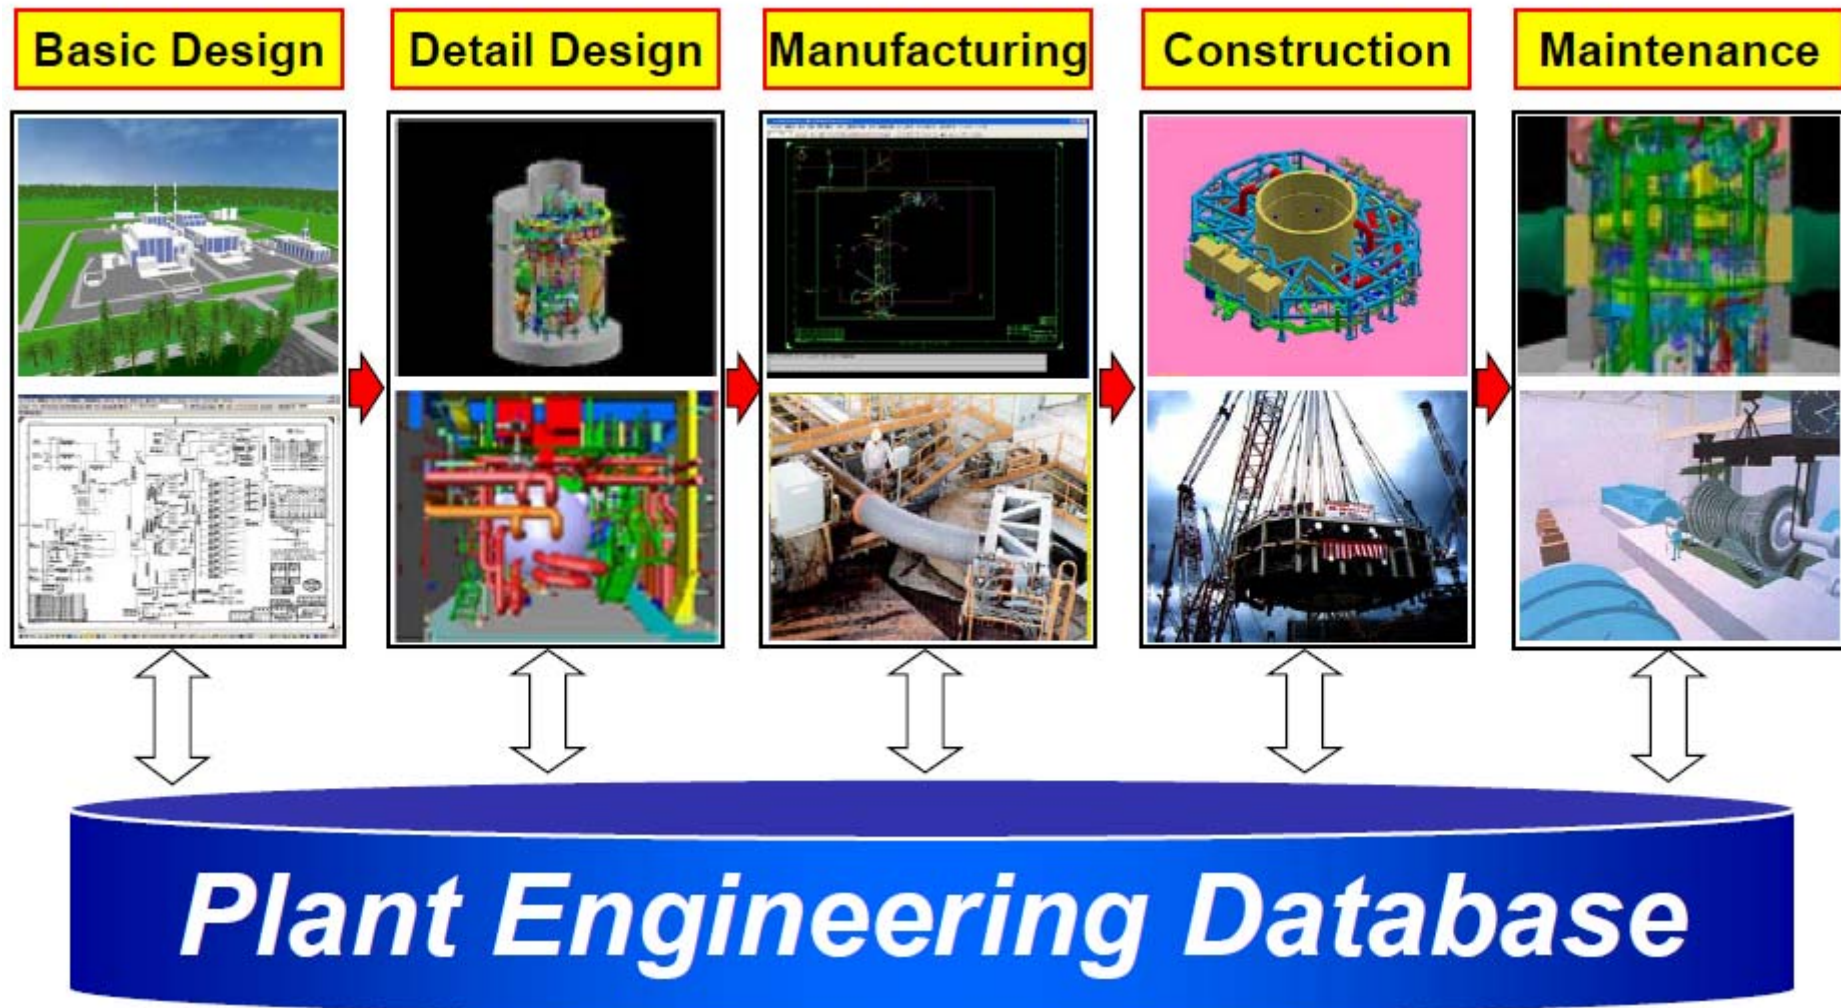 Basic Design
Detail Design
Manufacturing
Construction
Maintenance
Plant Engineering Database